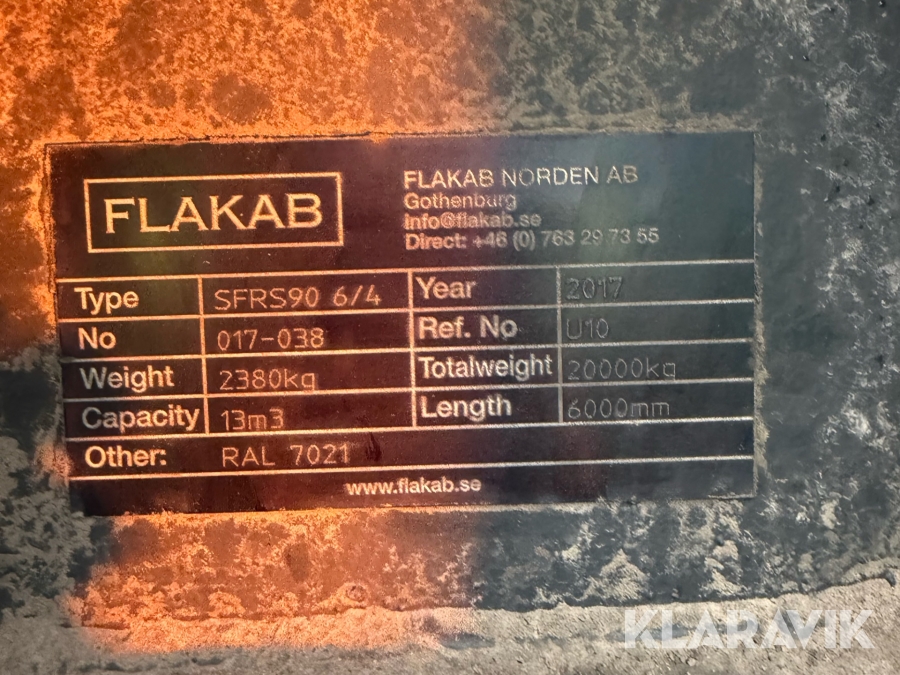 FLAKAB
FLAKAB NORDEN AB
Gothenburg
info@flakab.se
Direct: +46 (0) 763 29 73 55
Type SFRS90 6/4 Year 2017
No 017-038 Ref. No U10
Weight 2380kg Totalweight 20000kg
Capacity 13m3 Length 6000mm
Other: RAL 7021
www.flakab.se
KLARAVIK